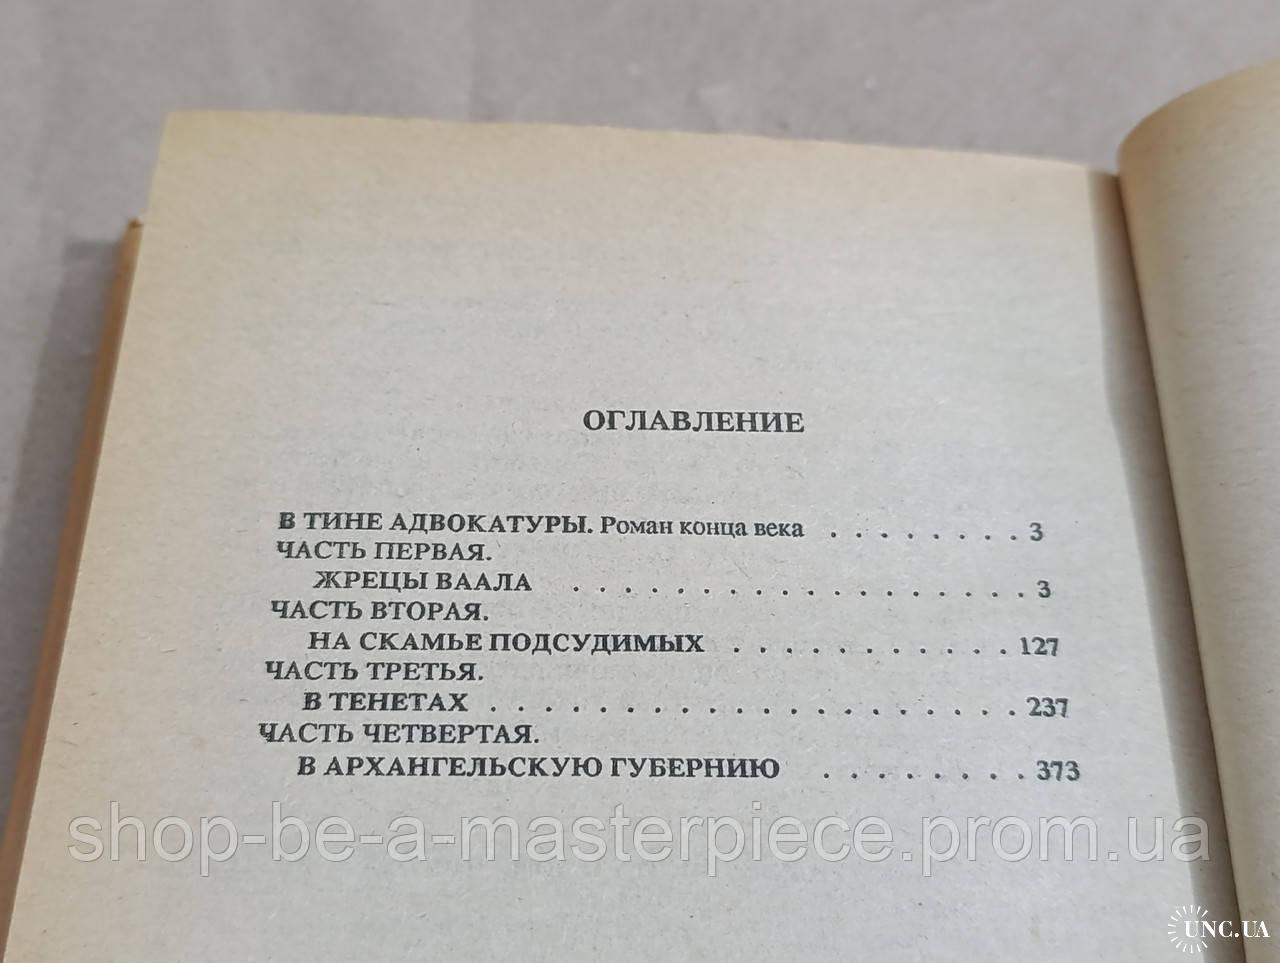 ОГЛАВЛЕНИЕ
В ТИНЕ АДВОКАТУРЫ. Роман конца века . . . . . . . . 3
ЧАСТЬ ПЕРВАЯ.
ЖРЕЦЫ ВААЛА . . . . . . . . . . . . . . . . . . 3
ЧАСТЬ ВТОРАЯ.
НА СКАМЬЕ ПОДСУДИМЫХ . . . . . . . . . . . 127
ЧАСТЬ ТРЕТЬЯ.
В ТЕНЕТАХ . . . . . . . . . . . . . . . . . . . . 237
ЧАСТЬ ЧЕТВЕРТАЯ.
В АРХАНГЕЛЬСКУЮ ГУБЕРНИЮ . . . . . . . . 373
shop-be-a-masterpiece.prom.ua
UNC.UA